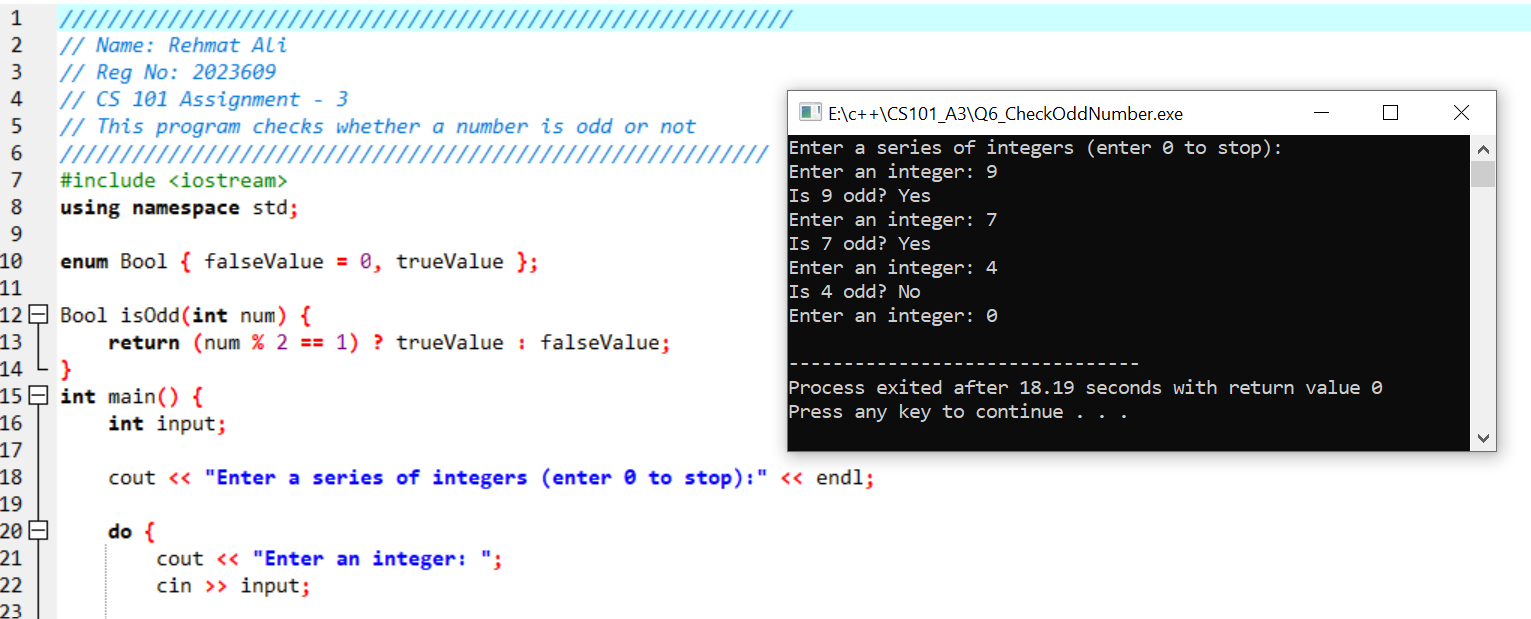 1 /////////////////////////////////////////////////////////////
2 // Name: Rehmat Ali
3 // Reg No: 2023609
4 // CS 101 Assignment - 3
5 // This program checks whether a number is odd or not
6 ///////////////////////////////////////////////////////////
7 #include <iostream>
8 using namespace std;
9
10 enum Bool { falseValue = 0, trueValue };
11
12 Bool isOdd(int num) {
13 return (num % 2 == 1) ? trueValue : falseValue;
14 }
15 int main() {
16 int input;
17
18 cout << "Enter a series of integers (enter 0 to stop):" << endl;
19
20 do {
21 cout << "Enter an integer: ";
22 cin >> input;
23
E:\c++\CS101_A3\Q6_CheckOddNumber.exe
Enter a series of integers (enter 0 to stop):
Enter an integer: 9
Is 9 odd? Yes
Enter an integer: 7
Is 7 odd? Yes
Enter an integer: 4
Is 4 odd? No
Enter an integer: 0
--------------------------------
Process exited after 18.19 seconds with return value 0
Press any key to continue . . .